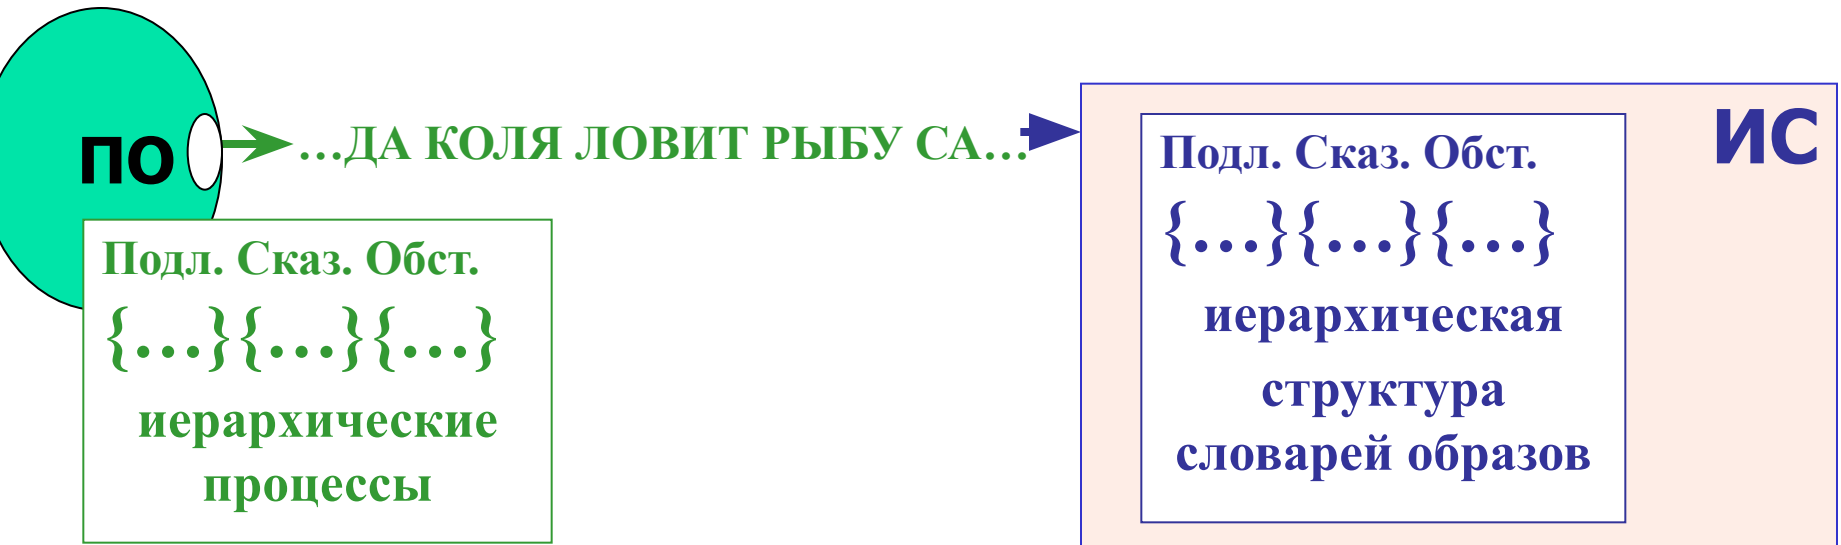 ПО
…ДА КОЛЯ ЛОВИТ РЫБУ СА…
Подл. Сказ. Обст.
{…}{…}{…}
иерархические
процессы
ИС
Подл. Сказ. Обст.
{…}{…}{…}
иерархическая
структура
словарей образов